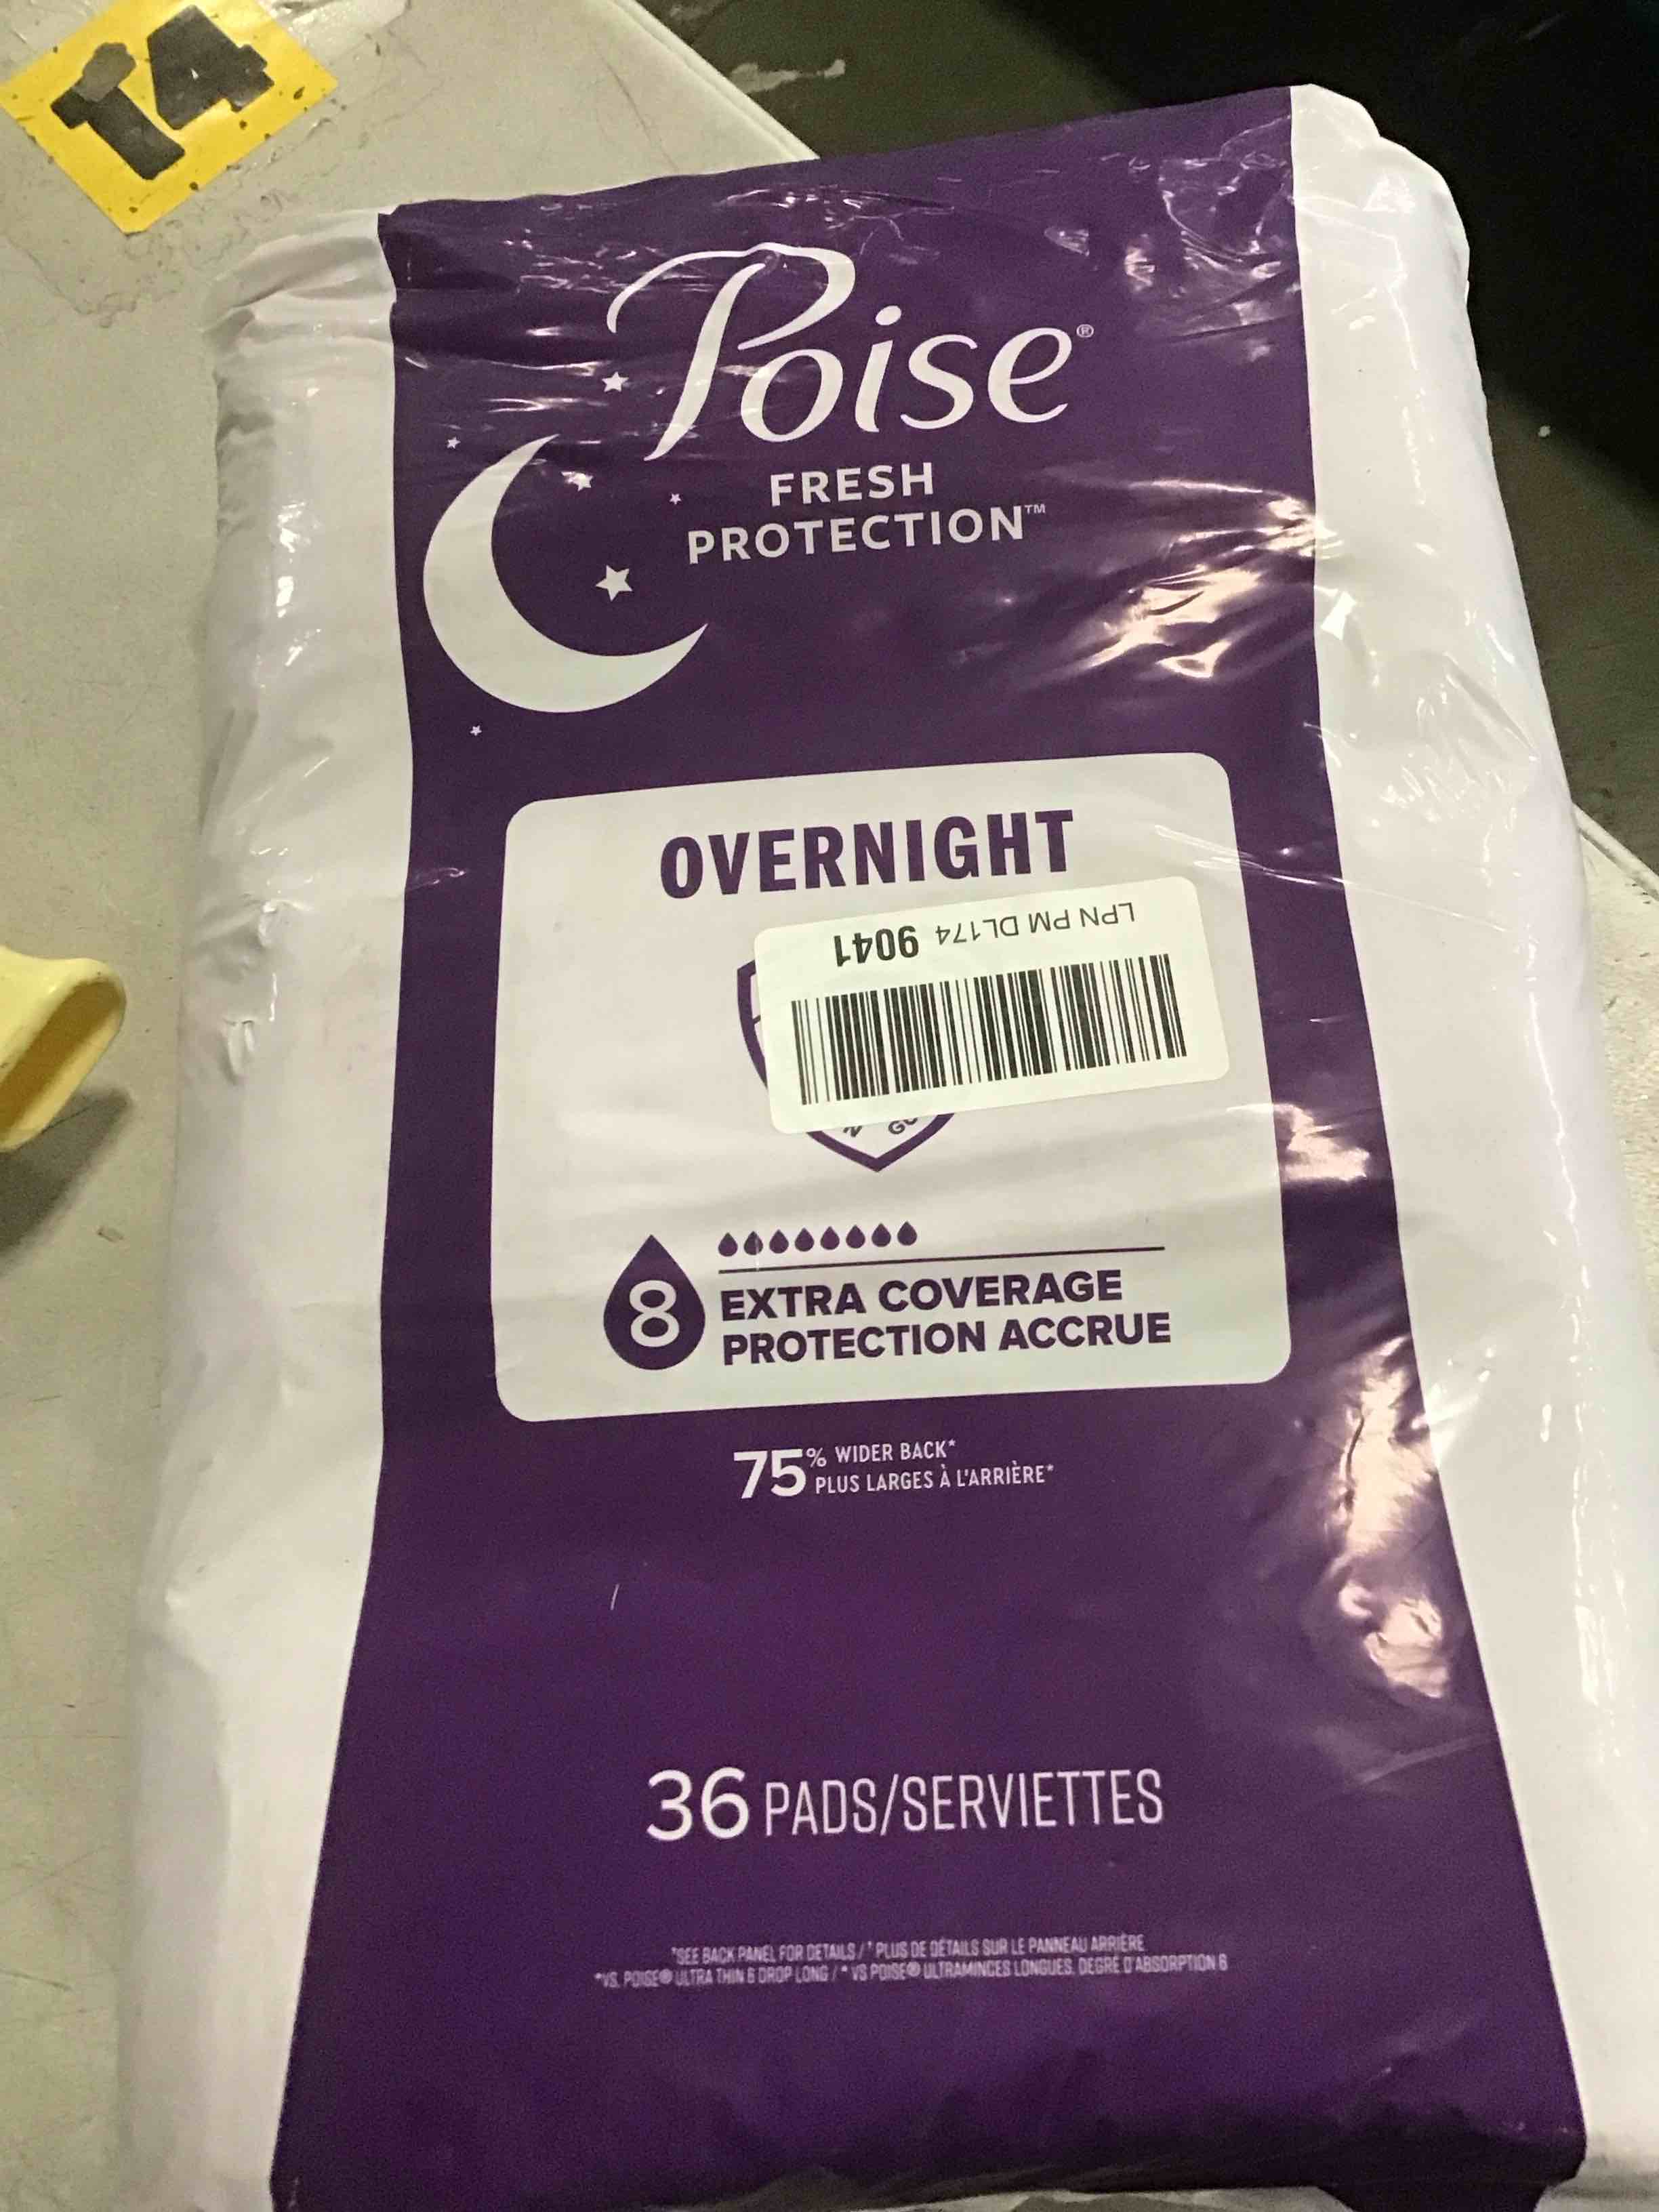 14
Poise®
FRESH
PROTECTION™
OVERNIGHT
LPN PM DL174 9041
8
EXTRA COVERAGE
PROTECTION ACCRUE
75% WIDER BACK*
PLUS LARGES À L'ARRIÈRE*
36 PADS/SERVIETTES
*SEE BACK PANEL FOR DETAILS / * PLUS DE DÉTAILS SUR LE PANNEAU ARRIÈRE
*VS. POISE® ULTRA THIN 6 DROP LONG / * VS POISE® ULTRAMINCES LONGUES, DEGRÉ D'ABSORPTION 6